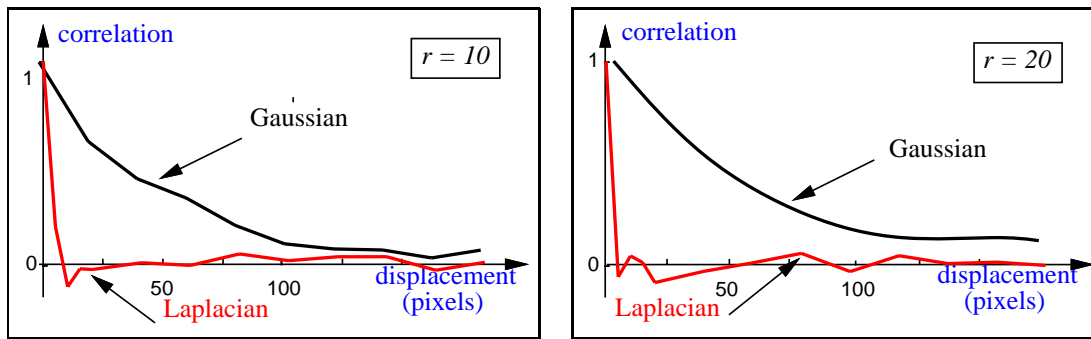 correlation
r = 10
1
Gaussian
0
50
100
displacement
(pixels)
Laplacian
correlation
r = 20
1
Gaussian
0
50
100
displacement
(pixels)
Laplacian